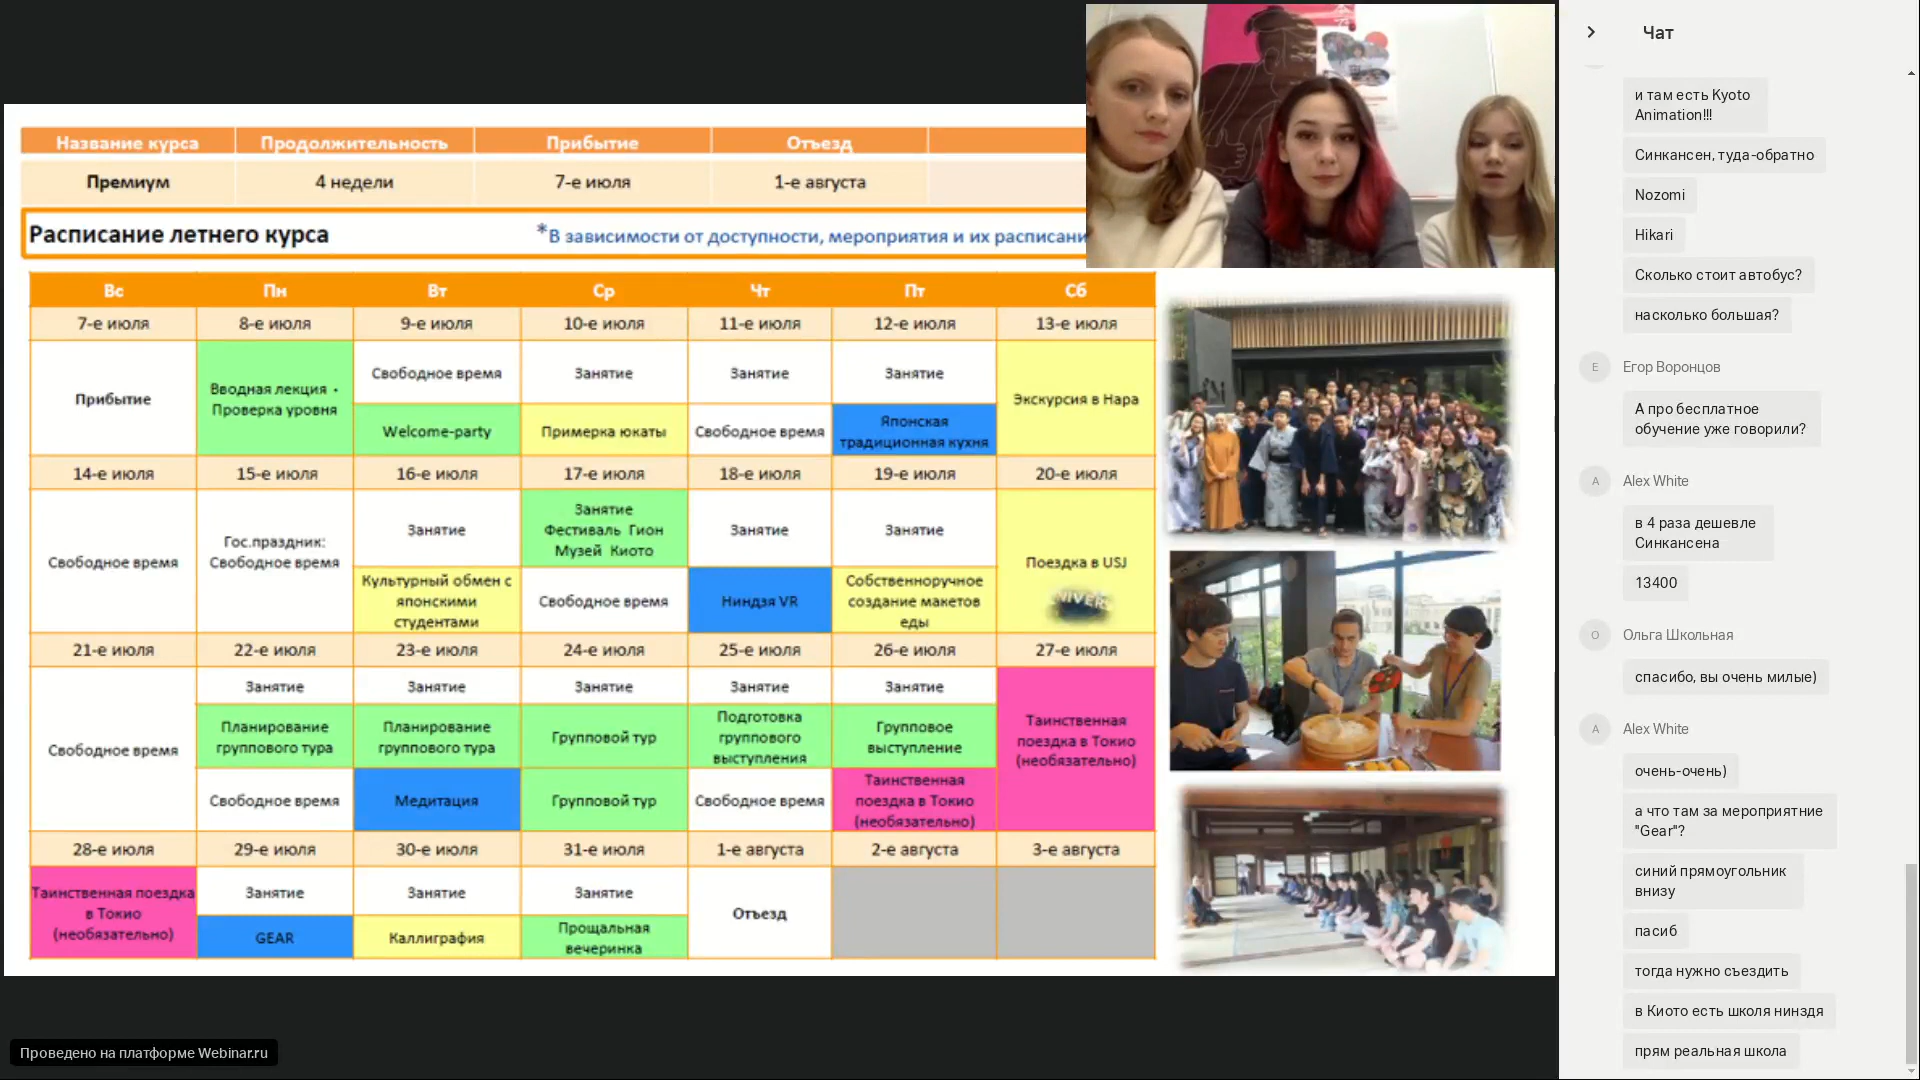 Название курса
Продолжительность
Прибытие
Отъезд
Премиум
4 недели
7-е июля
1-е августа
Расписание летнего курса
*В зависимости от доступности, мероприятия и их расписани
Вс
Пн
Вт
Ср
Чт
Пт
Сб
7-е июля
8-е июля
9-е июля
10-е июля
11-е июля
12-е июля
13-е июля
Прибытие
Вводная лекция ・
Проверка уровня
Свободное время
Занятие
Занятие
Занятие
Экскурсия в Нара
Welcome-party
Примерка юкаты
Свободное время
Японская
традиционная кухня
14-е июля
15-е июля
16-е июля
17-е июля
18-е июля
19-е июля
20-е июля
Свободное время
Гос.праздник:
Свободное время
Занятие
Занятие
Фестиваль Гион
Музей Киото
Занятие
Занятие
Поездка в USJ
Культурный обмен с
японскими
студентами
Свободное время
Ниндзя VR
Собственноручное
создание макетов
еды
21-е июля
22-е июля
23-е июля
24-е июля
25-е июля
26-е июля
27-е июля
Свободное время
Занятие
Занятие
Занятие
Занятие
Занятие
Таинственная
поездка в Токио
(необязательно)
Планирование
группового тура
Планирование
группового тура
Групповой тур
Подготовка
группового
выступления
Групповое
выступление
Свободное время
Медитация
Групповой тур
Свободное время
Таинственная
поездка в Токио
(необязательно)
28-е июля
29-е июля
30-е июля
31-е июля
1-е августа
2-е августа
3-е августа
Таинственная поездка
в Токио
(необязательно)
Занятие
Занятие
Занятие
Отъезд
GEAR
Каллиграфия
Прощальная
вечеринка
Проведено на платформе Webinar.ru
Чат
и там есть Kyoto
Animation!!!
Синкансен, туда-обратно
Nozomi
Hikari
Сколько стоит автобус?
насколько большая?
Е
Егор Воронцов
А про бесплатное
обучение уже говорили?
A
Alex White
в 4 раза дешевле
Синкансена
13400
О
Ольга Школьная
спасибо, вы очень милые)
A
Alex White
очень-очень)
а что там за мероприятние
"Gear"?
синий прямоугольник
внизу
пасиб
тогда нужно съездить
в Киото есть школа ниндзя
прям реальная школа